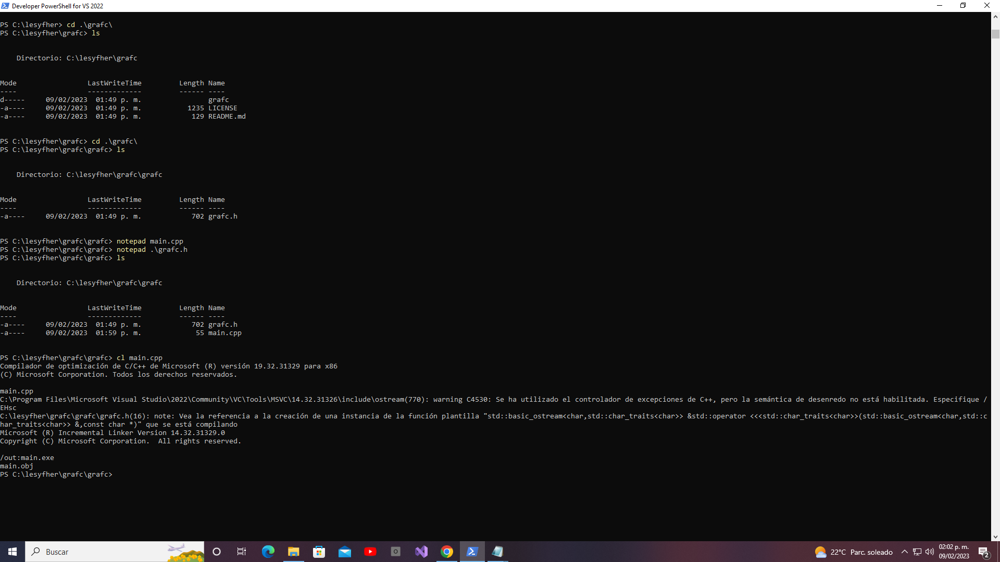 Developer PowerShell for VS 2022
PS C:\lesyfher> cd .\grafc\
PS C:\lesyfher\grafc> ls
Directorio: C:\lesyfher\grafc
Mode                 LastWriteTime         Length Name
----                 -------------         ------ ----
d-----     09/02/2023  01:49 p. m.                grafc
-a----     09/02/2023  01:49 p. m.           1235 LICENSE
-a----     09/02/2023  01:49 p. m.            129 README.md
PS C:\lesyfher\grafc> cd .\grafc\
PS C:\lesyfher\grafc\grafc> ls
Directorio: C:\lesyfher\grafc\grafc
Mode                 LastWriteTime         Length Name
----                 -------------         ------ ----
-a----     09/02/2023  01:49 p. m.            702 grafc.h
PS C:\lesyfher\grafc\grafc> notepad main.cpp
PS C:\lesyfher\grafc\grafc> notepad .\grafc.h
PS C:\lesyfher\grafc\grafc> ls
Directorio: C:\lesyfher\grafc\grafc
Mode                 LastWriteTime         Length Name
----                 -------------         ------ ----
-a----     09/02/2023  01:49 p. m.            702 grafc.h
-a----     09/02/2023  01:59 p. m.             55 main.cpp
PS C:\lesyfher\grafc\grafc> cl main.cpp
Compilador de optimización de C/C++ de Microsoft (R) versión 19.32.31329 para x86
(C) Microsoft Corporation. Todos los derechos reservados.
main.cpp
C:\Program Files\Microsoft Visual Studio\2022\Community\VC\Tools\MSVC\14.32.31326\include\ostream(770): warning C4530: Se ha utilizado el controlador de excepciones de C++, pero la semántica de desenredo no está habilitada. Especifique /
EHsc
C:\lesyfher\grafc\grafc\grafc.h(16): note: Vea la referencia a la creación de una instancia de la función plantilla "std::basic_ostream<char,std::char_traits<char>> &std::operator <<<std::char_traits<char>>(std::basic_ostream<char,std::c
har_traits<char>> &,const char *)" que se está compilando
Microsoft (R) Incremental Linker Version 14.32.31329.0
Copyright (C) Microsoft Corporation.  All rights reserved.
/out:main.exe
main.obj
PS C:\lesyfher\grafc\grafc>
Buscar
22°C Parc. soleado
02:02 p. m.
09/02/2023
2